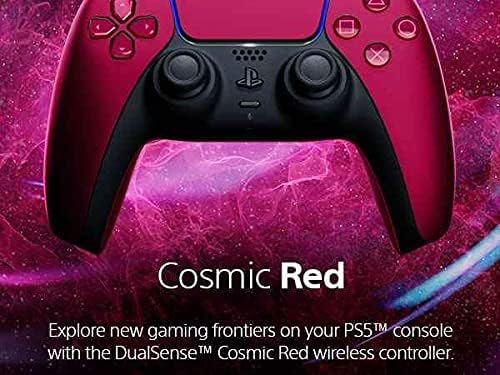 Cosmic Red
Explore new gaming frontiers on your PS5™ console
with the DualSense™ Cosmic Red wireless controller.